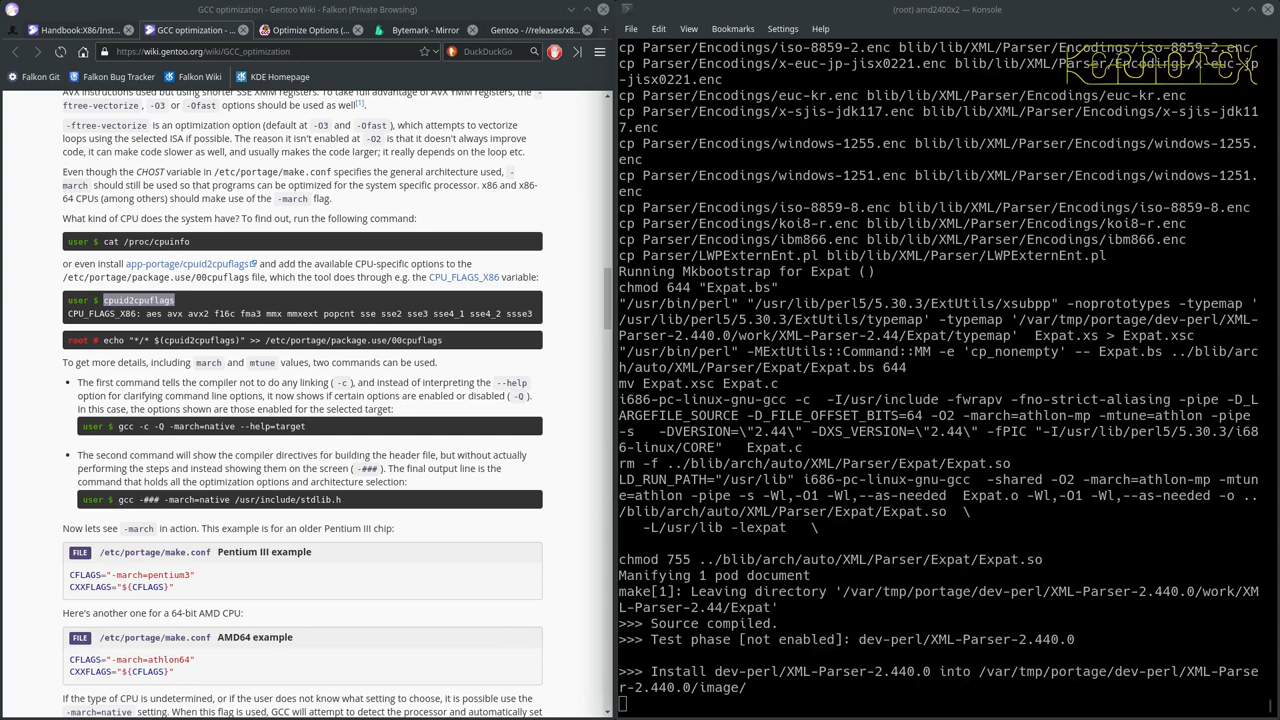 GCC optimization - Gentoo Wiki - Falkon (Private Browsing)
Handbook:X86/Inst...
GCC optimization - ...
Optimize Options (...
Bytemark - Mirror
Gentoo - /releases/x8...
https://wiki.gentoo.org/wiki/GCC_optimization
DuckDuckGo
Falkon Git
Falkon Bug Tracker
Falkon Wiki
KDE Homepage
AVX instructions but using shorter SSE XMM registers. To take full advantage of AVX YMM registers, the -
ftree-vectorize, -O3 or -Ofast options should be used as well[1].
-ftree-vectorize is an optimization option (default at -O3 and -Ofast), which attempts to vectorize
loops using the selected ISA if possible. The reason it isn't enabled at -O2 is that it doesn't always improve
code, it can make code slower as well, and usually makes the code larger; it really depends on the loop etc.
Even though the CHOST variable in /etc/portage/make.conf specifies the general architecture used, -
march should still be used so that programs can be optimized for the system specific processor. x86 and x86-
64 CPUs (among others) should make use of the -march flag.
What kind of CPU does the system have? To find out, run the following command:
user $ cat /proc/cpuinfo
or even install app-portage/cpuid2cpuflags and add the available CPU-specific options to the
/etc/portage/package.use/00cpuflags file, which the tool does through e.g. the CPU_FLAGS_X86 variable:
user $ cpuid2cpuflags
CPU_FLAGS_X86: aes avx avx2 f16c fma3 mmx mmxext popcnt sse sse2 sse3 sse4_1 sse4_2 ssse3
root # echo "*/* $(cpuid2cpuflags)" >> /etc/portage/package.use/00cpuflags
To get more details, including march and mtune values, two commands can be used.
The first command tells the compiler not to do any linking (-c), and instead of interpreting the --help
option for clarifying command line options, it now shows if certain options are enabled or disabled (-Q).
In this case, the options shown are those enabled for the selected target:
user $ gcc -c -Q -march=native --help=target
The second command will show the compiler directives for building the header file, but without actually
performing the steps and instead showing them on the screen (-###). The final output line is the
command that holds all the optimization options and architecture selection:
user $ gcc -### -march=native /usr/include/stdlib.h
Now lets see -march in action. This example is for an older Pentium III chip:
FILE /etc/portage/make.conf Pentium III example
CFLAGS="-march=pentium3"
CXXFLAGS="${CFLAGS}"
Here's another one for a 64-bit AMD CPU:
FILE /etc/portage/make.conf AMD64 example
CFLAGS="-march=athlon64"
CXXFLAGS="${CFLAGS}"
If the type of CPU is undetermined, or if the user does not know what setting to choose, it is possible use the
-march=native setting. When this flag is used, GCC will attempt to detect the processor and automatically set
(root) amd2400x2 — Konsole
File Edit View Bookmarks Settings Help
cp Parser/Encodings/iso-8859-2.enc blib/lib/XML/Parser/Encodings/iso-8859-2.enc
cp Parser/Encodings/x-euc-jp-jisx0221.enc blib/lib/XML/Parser/Encodings/x-euc-jp
-jisx0221.enc
cp Parser/Encodings/euc-kr.enc blib/lib/XML/Parser/Encodings/euc-kr.enc
cp Parser/Encodings/x-sjis-jdk117.enc blib/lib/XML/Parser/Encodings/x-sjis-jdk11
7.enc
cp Parser/Encodings/windows-1255.enc blib/lib/XML/Parser/Encodings/windows-1255.
enc
cp Parser/Encodings/windows-1251.enc blib/lib/XML/Parser/Encodings/windows-1251.
enc
cp Parser/Encodings/iso-8859-8.enc blib/lib/XML/Parser/Encodings/iso-8859-8.enc
cp Parser/Encodings/koi8-r.enc blib/lib/XML/Parser/Encodings/koi8-r.enc
cp Parser/Encodings/ibm866.enc blib/lib/XML/Parser/Encodings/ibm866.enc
cp Parser/LWPExternEnt.pl blib/lib/XML/Parser/LWPExternEnt.pl
Running Mkbootstrap for Expat ()
chmod 644 "Expat.bs"
"/usr/bin/perl" "/usr/lib/perl5/5.30.3/ExtUtils/xsubpp" -noprototypes -typemap '
/usr/lib/perl5/5.30.3/ExtUtils/typemap' -typemap '/var/tmp/portage/dev-perl/XML-
Parser-2.440.0/work/XML-Parser-2.44/Expat/typemap'  Expat.xs > Expat.xsc
"/usr/bin/perl" -MExtUtils::Command::MM -e 'cp_nonempty' -- Expat.bs ../blib/arc
h/auto/XML/Parser/Expat/Expat.bs 644
mv Expat.xsc Expat.c
i686-pc-linux-gnu-gcc -c  -I/usr/include -fwrapv -fno-strict-aliasing -pipe -D_L
ARGEFILE_SOURCE -D_FILE_OFFSET_BITS=64 -O2 -march=athlon-mp -mtune=athlon -pipe
-s   -DVERSION=\"2.44\" -DXS_VERSION=\"2.44\" -fPIC "-I/usr/lib/perl5/5.30.3/i68
6-linux/CORE"   Expat.c
rm -f ../blib/arch/auto/XML/Parser/Expat/Expat.so
LD_RUN_PATH="/usr/lib" i686-pc-linux-gnu-gcc  -shared -O2 -march=athlon-mp -mtun
e=athlon -pipe -s -Wl,-O1 -Wl,--as-needed  Expat.o -Wl,-O1 -Wl,--as-needed -o ..
/blib/arch/auto/XML/Parser/Expat/Expat.so  \
   -L/usr/lib -lexpat   \
chmod 755 ../blib/arch/auto/XML/Parser/Expat/Expat.so
Manifying 1 pod document
make[1]: Leaving directory '/var/tmp/portage/dev-perl/XML-Parser-2.440.0/work/XM
L-Parser-2.44/Expat'
>>> Source compiled.
>>> Test phase [not enabled]: dev-perl/XML-Parser-2.440.0
>>> Install dev-perl/XML-Parser-2.440.0 into /var/tmp/portage/dev-perl/XML-Parse
r-2.440.0/image/